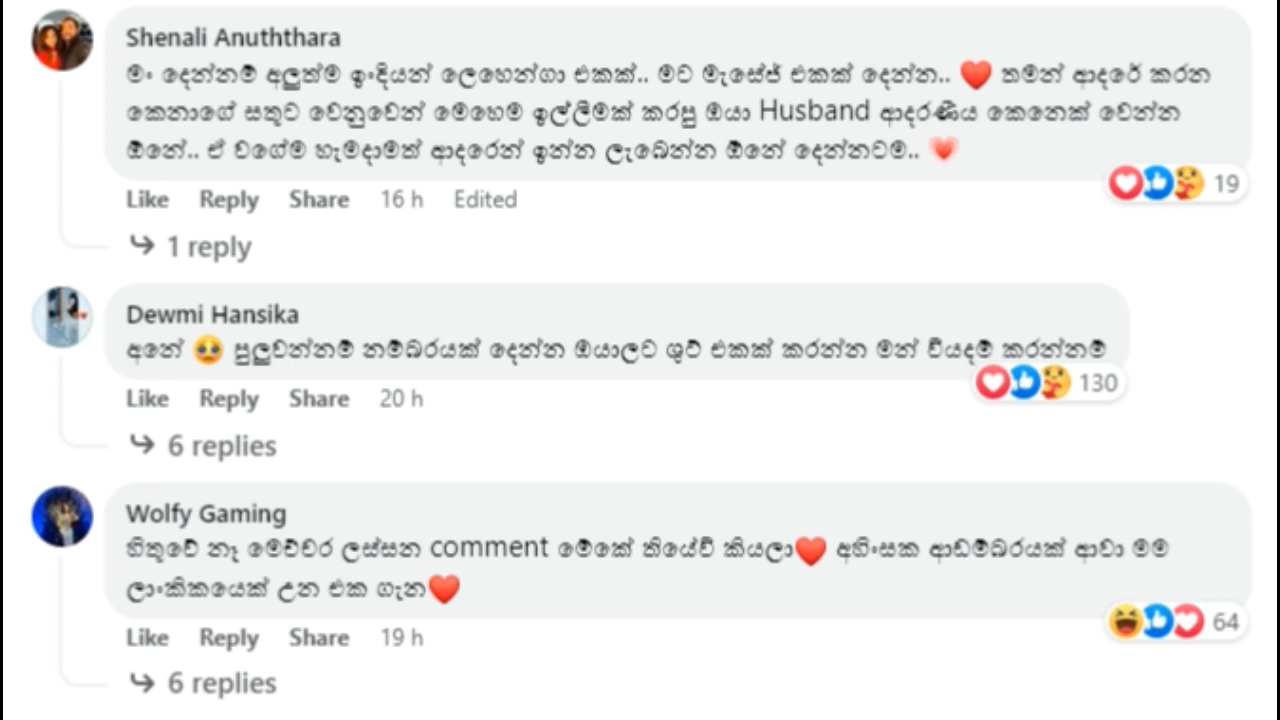 Shenali Anuththara
මං දෙන්නම් අලුත්ම ඉංදියන් ලෙහෙන්ගා එකක්.. මට මැසේජ් එකක් දෙන්න.. ❤️ තමන් ආදරේ කරන
කෙනාගේ සතුට වෙනුවෙන් මෙහෙම ඉල්ලීමක් කරපු ඔයා Husband ආදරණීය කෙනෙක් වෙන්න
ඕනේ.. ඒ වගේම හැමදාමත් ආදරෙන් ඉන්න ලැබෙන්න ඕනේ දෙන්නටම.. 💗
19
Like Reply Share 16 h Edited
1 reply
Dewmi Hansika
අනේ 🥹 පුලුවන්නම් නම්බරයක් දෙන්න ඔයාලට ශුට් එකක් කරන්න මන් වියදම් කරන්නම්
130
Like Reply Share 20 h
6 replies
Wolfy Gaming
හිතුවේ නෑ මෙච්චර ලස්සන comment මේකේ තියේවි කියලා❤️ අහිංසක ආඩම්බරයක් ආවා මම
ලාංකිකයෙක් උන එක ගැන❤️
64
Like Reply Share 19 h
6 replies